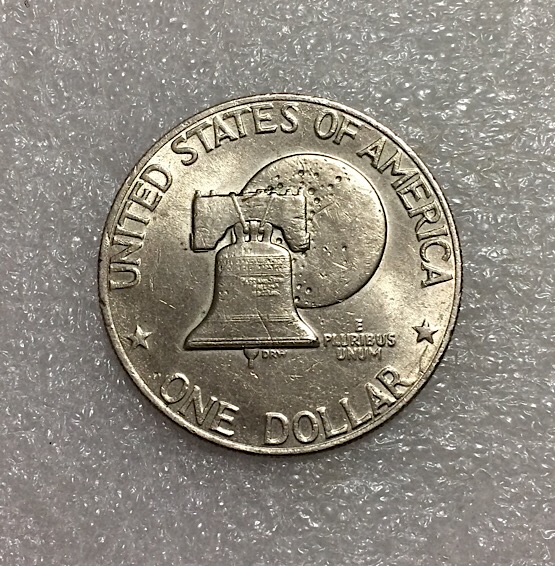 UNITED STATES OF AMERICA
E
PLURIBUS
UNUM
DRW
ONE DOLLAR